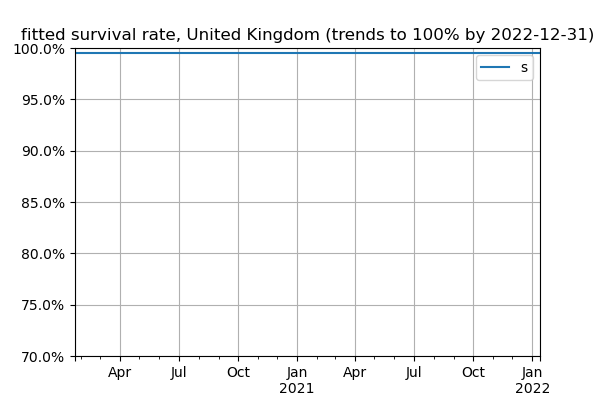 fitted survival rate, United Kingdom (trends to 100% by 2022-12-31)
100.0%
s
95.0%
90.0%
85.0%
80.0%
75.0%
70.0%
Apr Jul Oct Jan Apr Jul Oct Jan
2021 2022